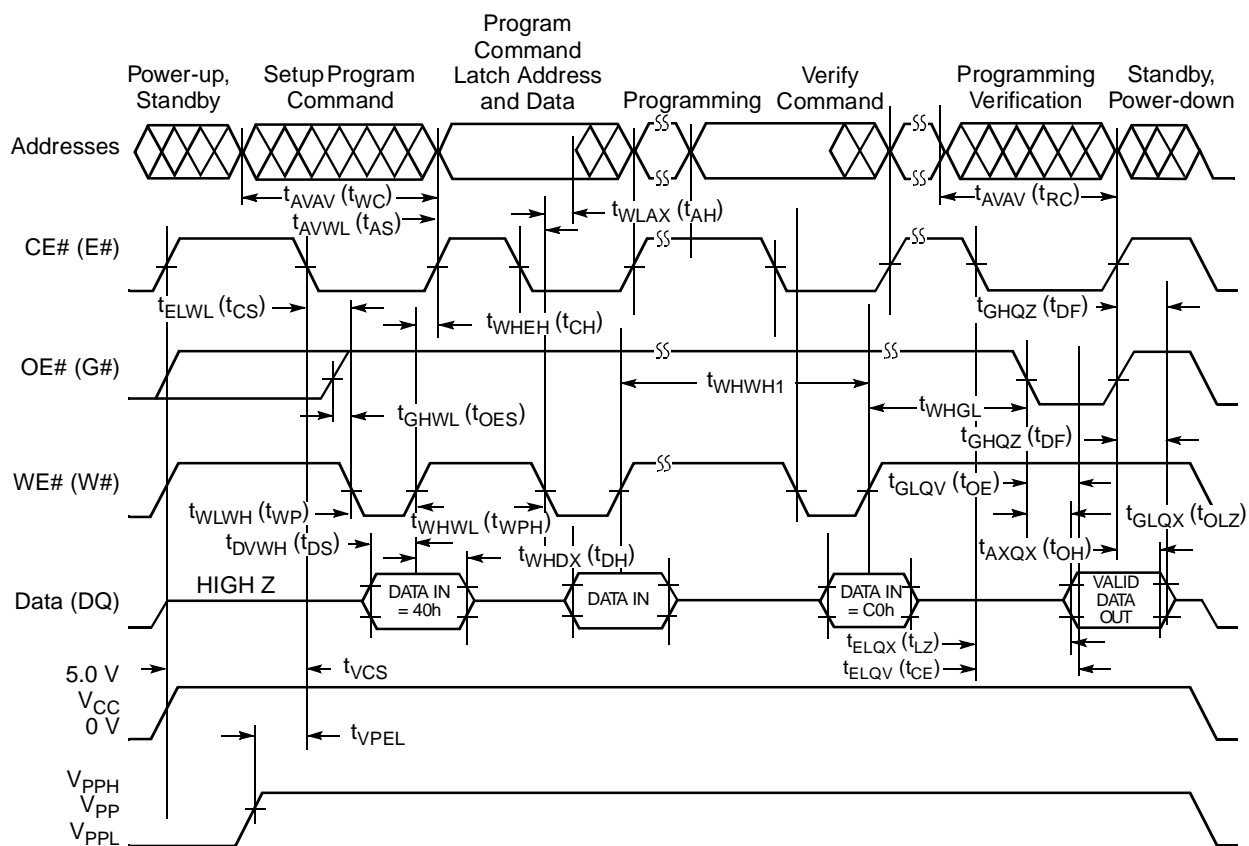 Power-up,
Standby
Setup Program
Command
Program
Command
Latch Address
and Data
Programming
Verify
Command
Programming
Verification
Standby,
Power-down
Addresses
tAVAV (tWC)
tAVWL (tAS)
tWLAX (tAH)
tAVAV (tRC)
CE# (E#)
tELWL (tCS)
tWHEH (tCH)
tGHQZ (tDF)
OE# (G#)
tWHWH1
tGHWL (tOES)
tWHGL
tGHQZ (tDF)
WE# (W#)
tGLQV (tOE)
tWLWH (tWP)
tWHWL (tWPH)
tGLQX (tOLZ)
tDVWH (tDS)
tWHDX (tDH)
tAXQX (tOH)
Data (DQ)
HIGH Z
DATA IN
= 40h
DATA IN
DATA IN
= C0h
VALID
DATA
OUT
tELQX (tLZ)
tELQV (tCE)
5.0 V
VCC
0 V
tVCS
tVPEL
VPPH
VPP
VPPL